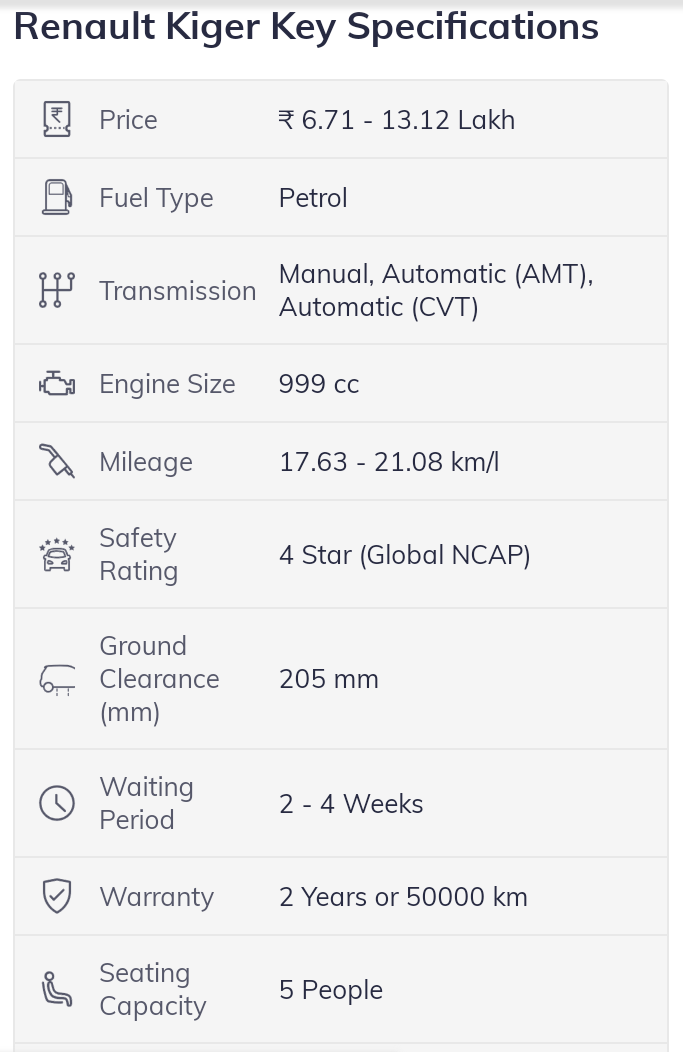 Renault Kiger Key Specifications
Price ₹ 6.71 - 13.12 Lakh
Fuel Type Petrol
Transmission Manual, Automatic (AMT),
Automatic (CVT)
Engine Size 999 cc
Mileage 17.63 - 21.08 km/l
Safety
Rating 4 Star (Global NCAP)
Ground
Clearance 205 mm
(mm)
Waiting
Period 2 - 4 Weeks
Warranty 2 Years or 50000 km
Seating
Capacity 5 People